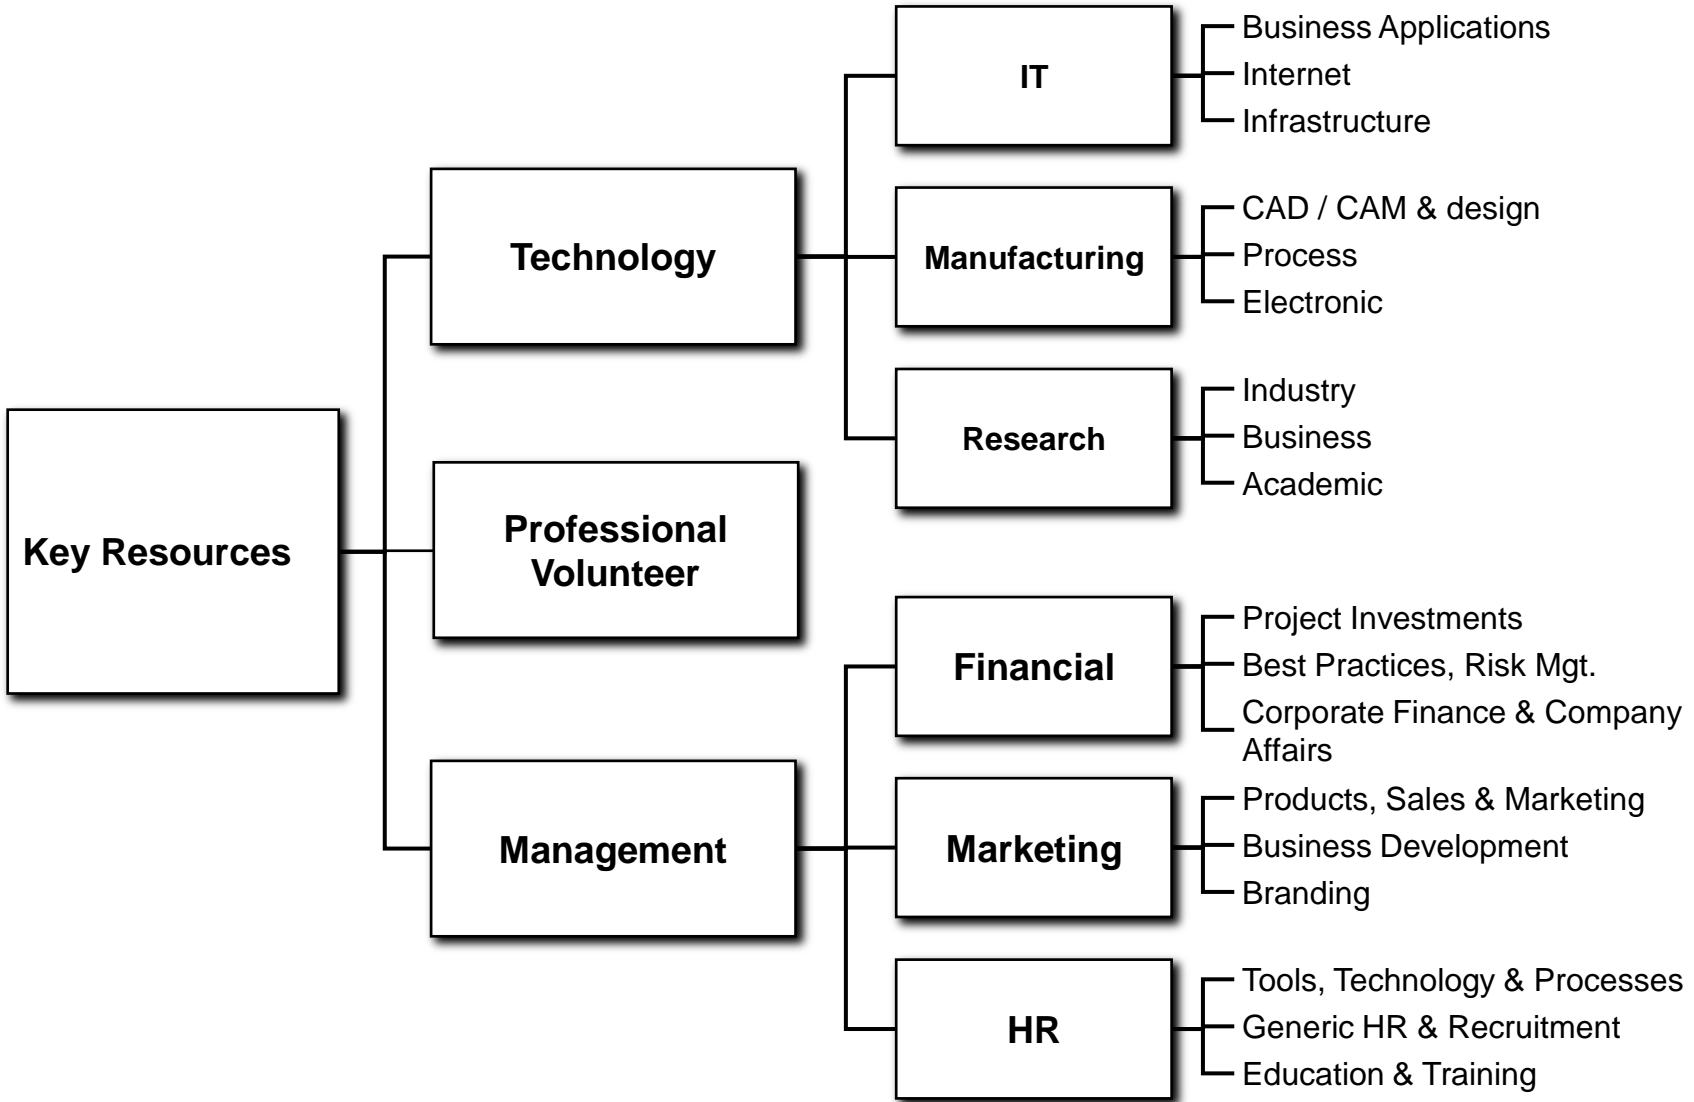 Key Resources
Technology
IT
Business Applications
Internet
Infrastructure
Manufacturing
CAD / CAM & design
Process
Electronic
Research
Industry
Business
Academic
Professional
Volunteer
Management
Financial
Project Investments
Best Practices, Risk Mgt.
Corporate Finance & Company
Affairs
Marketing
Products, Sales & Marketing
Business Development
Branding
HR
Tools, Technology & Processes
Generic HR & Recruitment
Education & Training